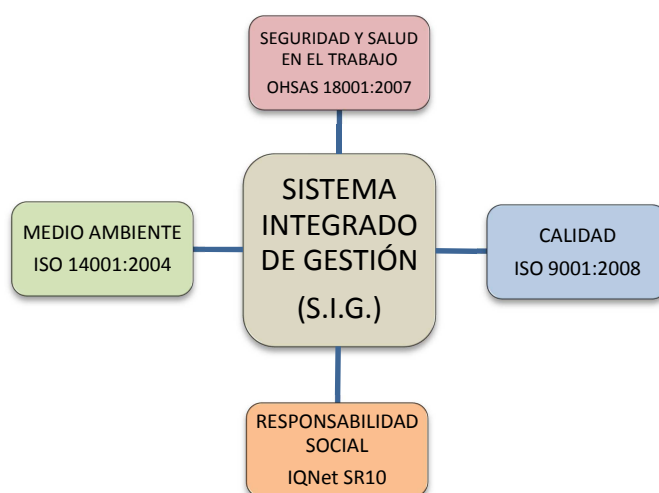 SEGURIDAD Y SALUD
EN EL TRABAJO
OHSAS 18001:2007
MEDIO AMBIENTE
ISO 14001:2004
SISTEMA
INTEGRADO
DE GESTIÓN
(S.I.G.)
CALIDAD
ISO 9001:2008
RESPONSABILIDAD
SOCIAL
IQNet SR10